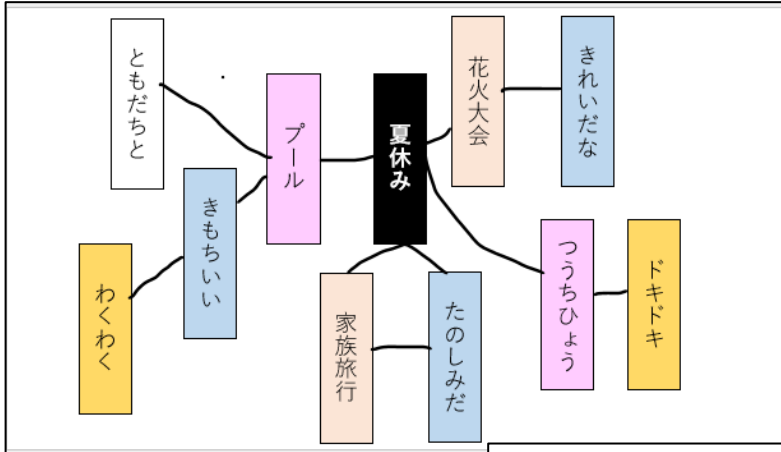 夏休み
花火大会
きれいだな
つうちひょう
ドキドキ
たのしみだ
家族旅行
プール
ともだちと
きもちいい
わくわく